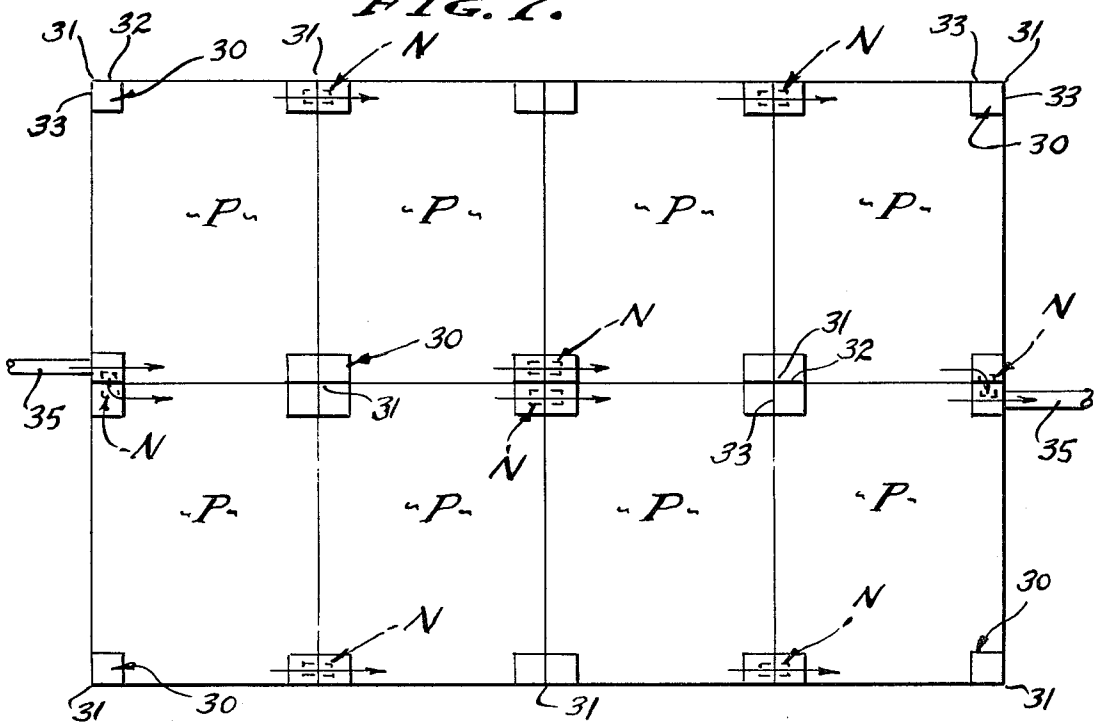 FIG. 7.
31 32 30 31 N N 33 31
33 33
30
"P" "P" "P" "P"
N
N 31 32
30
35 31 33 35
N N
"P" "P" "P" "P"
N N 30
31 30 31 31